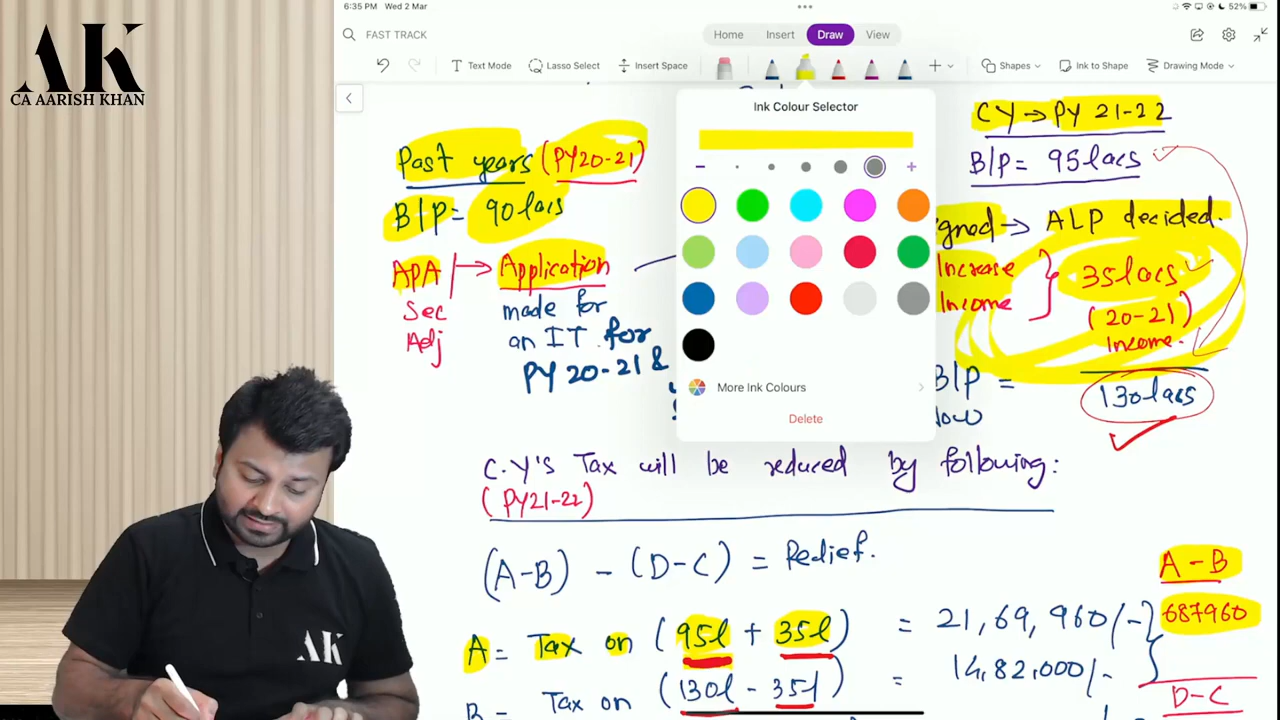 6:35 PM Wed 2 Mar
52%
AK
CA AARISH KHAN
FAST TRACK
Home Insert Draw View
Text Mode Lasso Select Insert Space Shapes Ink to Shape Drawing Mode
Ink Colour Selector
More Ink Colours
Delete
Past years (PY20-21)
B/P = 90 lacs
APA → Application
Sec
Adj
made for
an IT for
PY 20-21 &
CY → PY 21-22
B/P = 95 lacs
igned → ALP decided.
Increase
Income
35 lacs
(20-21)
income.
B/P =
Now
130 lacs
C.Y's Tax will be reduced by following:
(PY21-22)
(A-B) - (D-C) = Relief.
A-B
A = Tax on (95l + 35l) = 21,69,960/-
687960
B = Tax on (130l - 35l) = 14,82,000/-
D-C
AK